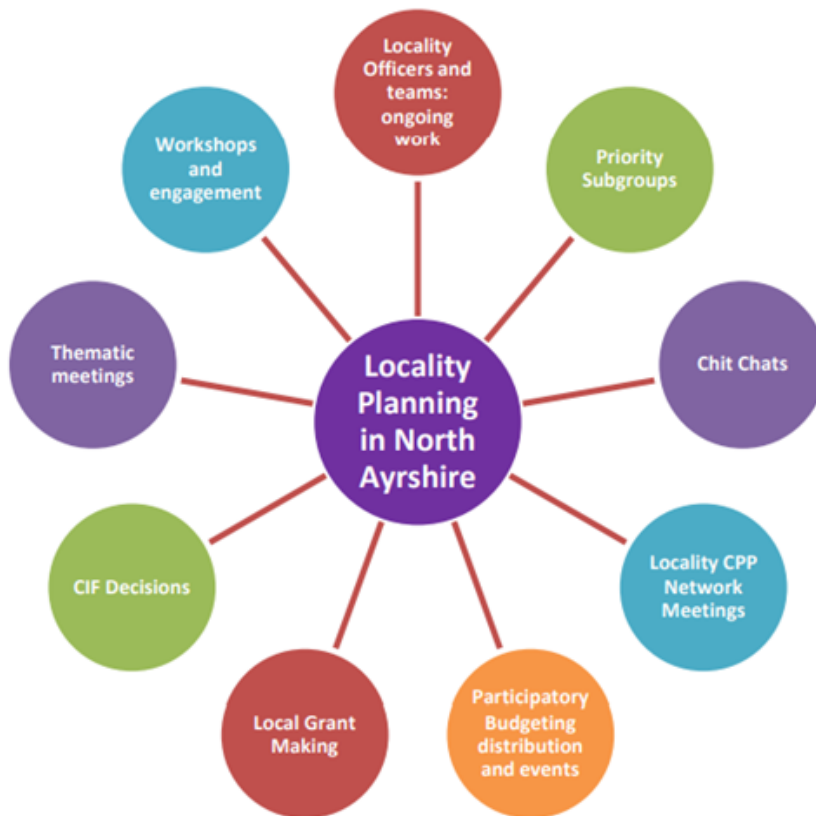 Locality
Officers and
teams:
ongoing
work
Workshops
and
engagement
Priority
Subgroups
Thematic
meetings
Locality
Planning
in North
Ayrshire
Chit Chats
CIF Decisions
Locality CPP
Network
Meetings
Local Grant
Making
Participatory
Budgeting
distribution
and events